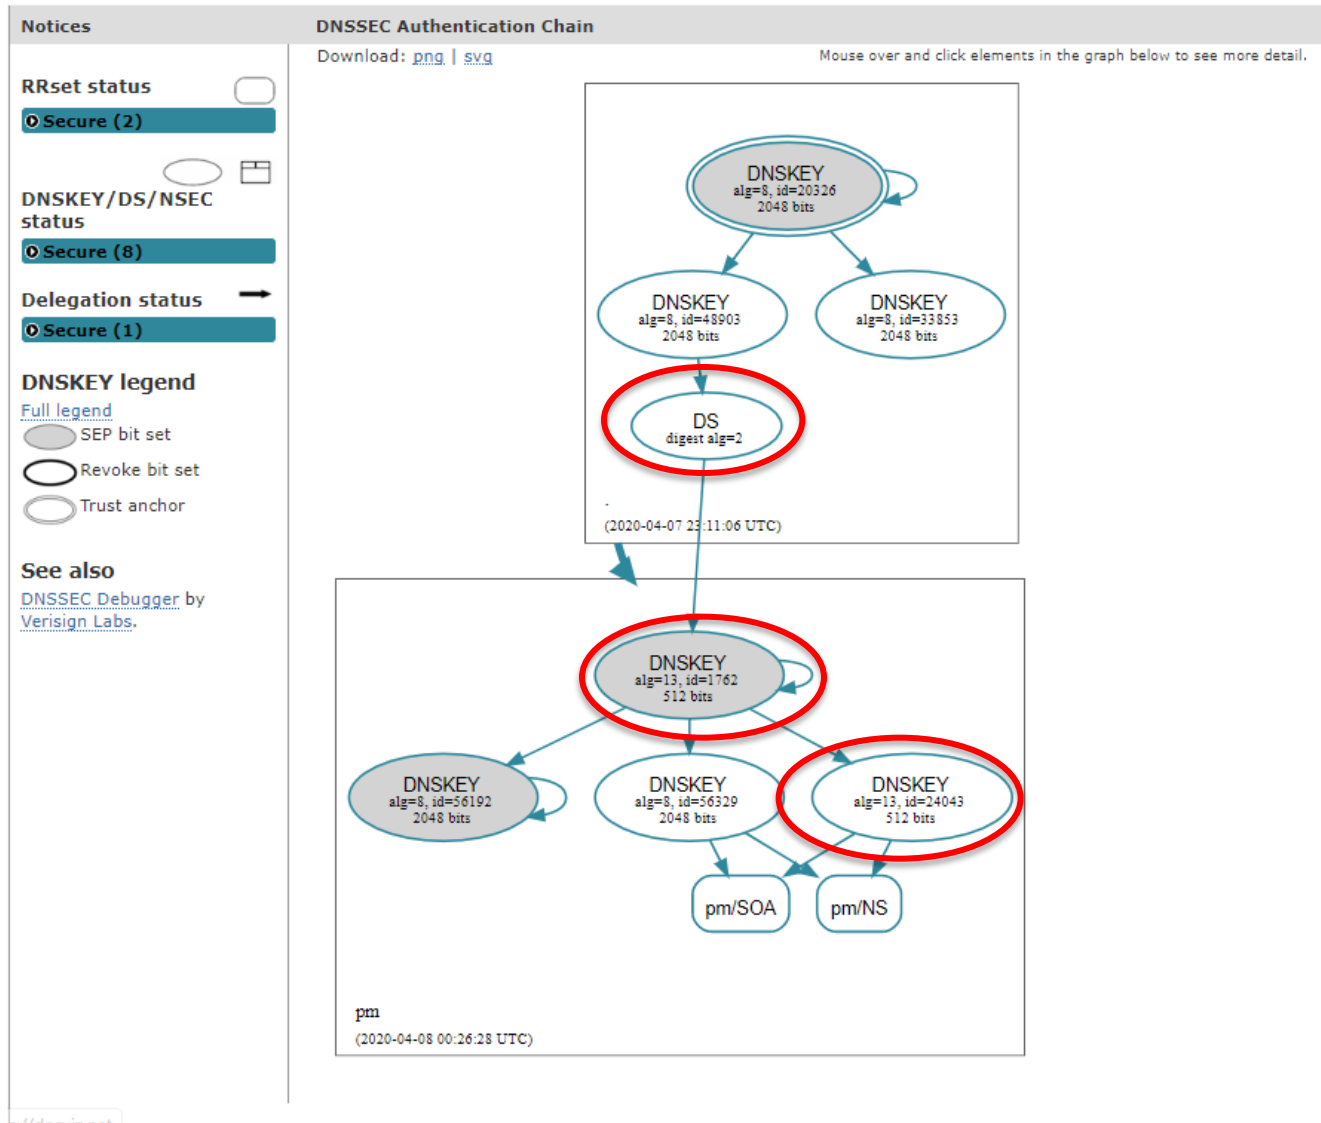 Notices
DNSSEC Authentication Chain
Download: png | svg
Mouse over and click elements in the graph below to see more detail.
RRset status
Secure (2)
DNSKEY/DS/NSEC
status
Secure (8)
Delegation status
Secure (1)
DNSKEY legend
Full legend
SEP bit set
Revoke bit set
Trust anchor
See also
DNSSEC Debugger by
Verisign Labs.
DNSKEY
alg=8, id=20326
2048 bits
DNSKEY
alg=8, id=48903
2048 bits
DNSKEY
alg=8, id=33853
2048 bits
DS
digest alg=2
.
(2020-04-07 23:11:06 UTC)
DNSKEY
alg=13, id=1762
512 bits
DNSKEY
alg=8, id=56192
2048 bits
DNSKEY
alg=8, id=56329
2048 bits
DNSKEY
alg=13, id=24043
512 bits
pm/SOA
pm/NS
pm
(2020-04-08 00:26:28 UTC)